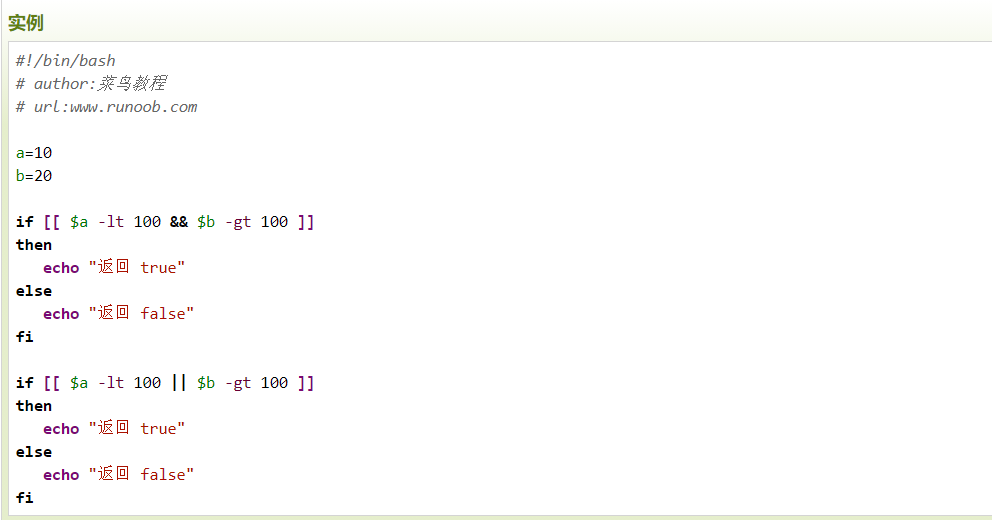 实例
#!/bin/bash
# author:菜鸟教程
# url:www.runoob.com
a=10
b=20
if [[ $a -lt 100 && $b -gt 100 ]]
then
   echo "返回 true"
else
   echo "返回 false"
fi
if [[ $a -lt 100 || $b -gt 100 ]]
then
   echo "返回 true"
else
   echo "返回 false"
fi